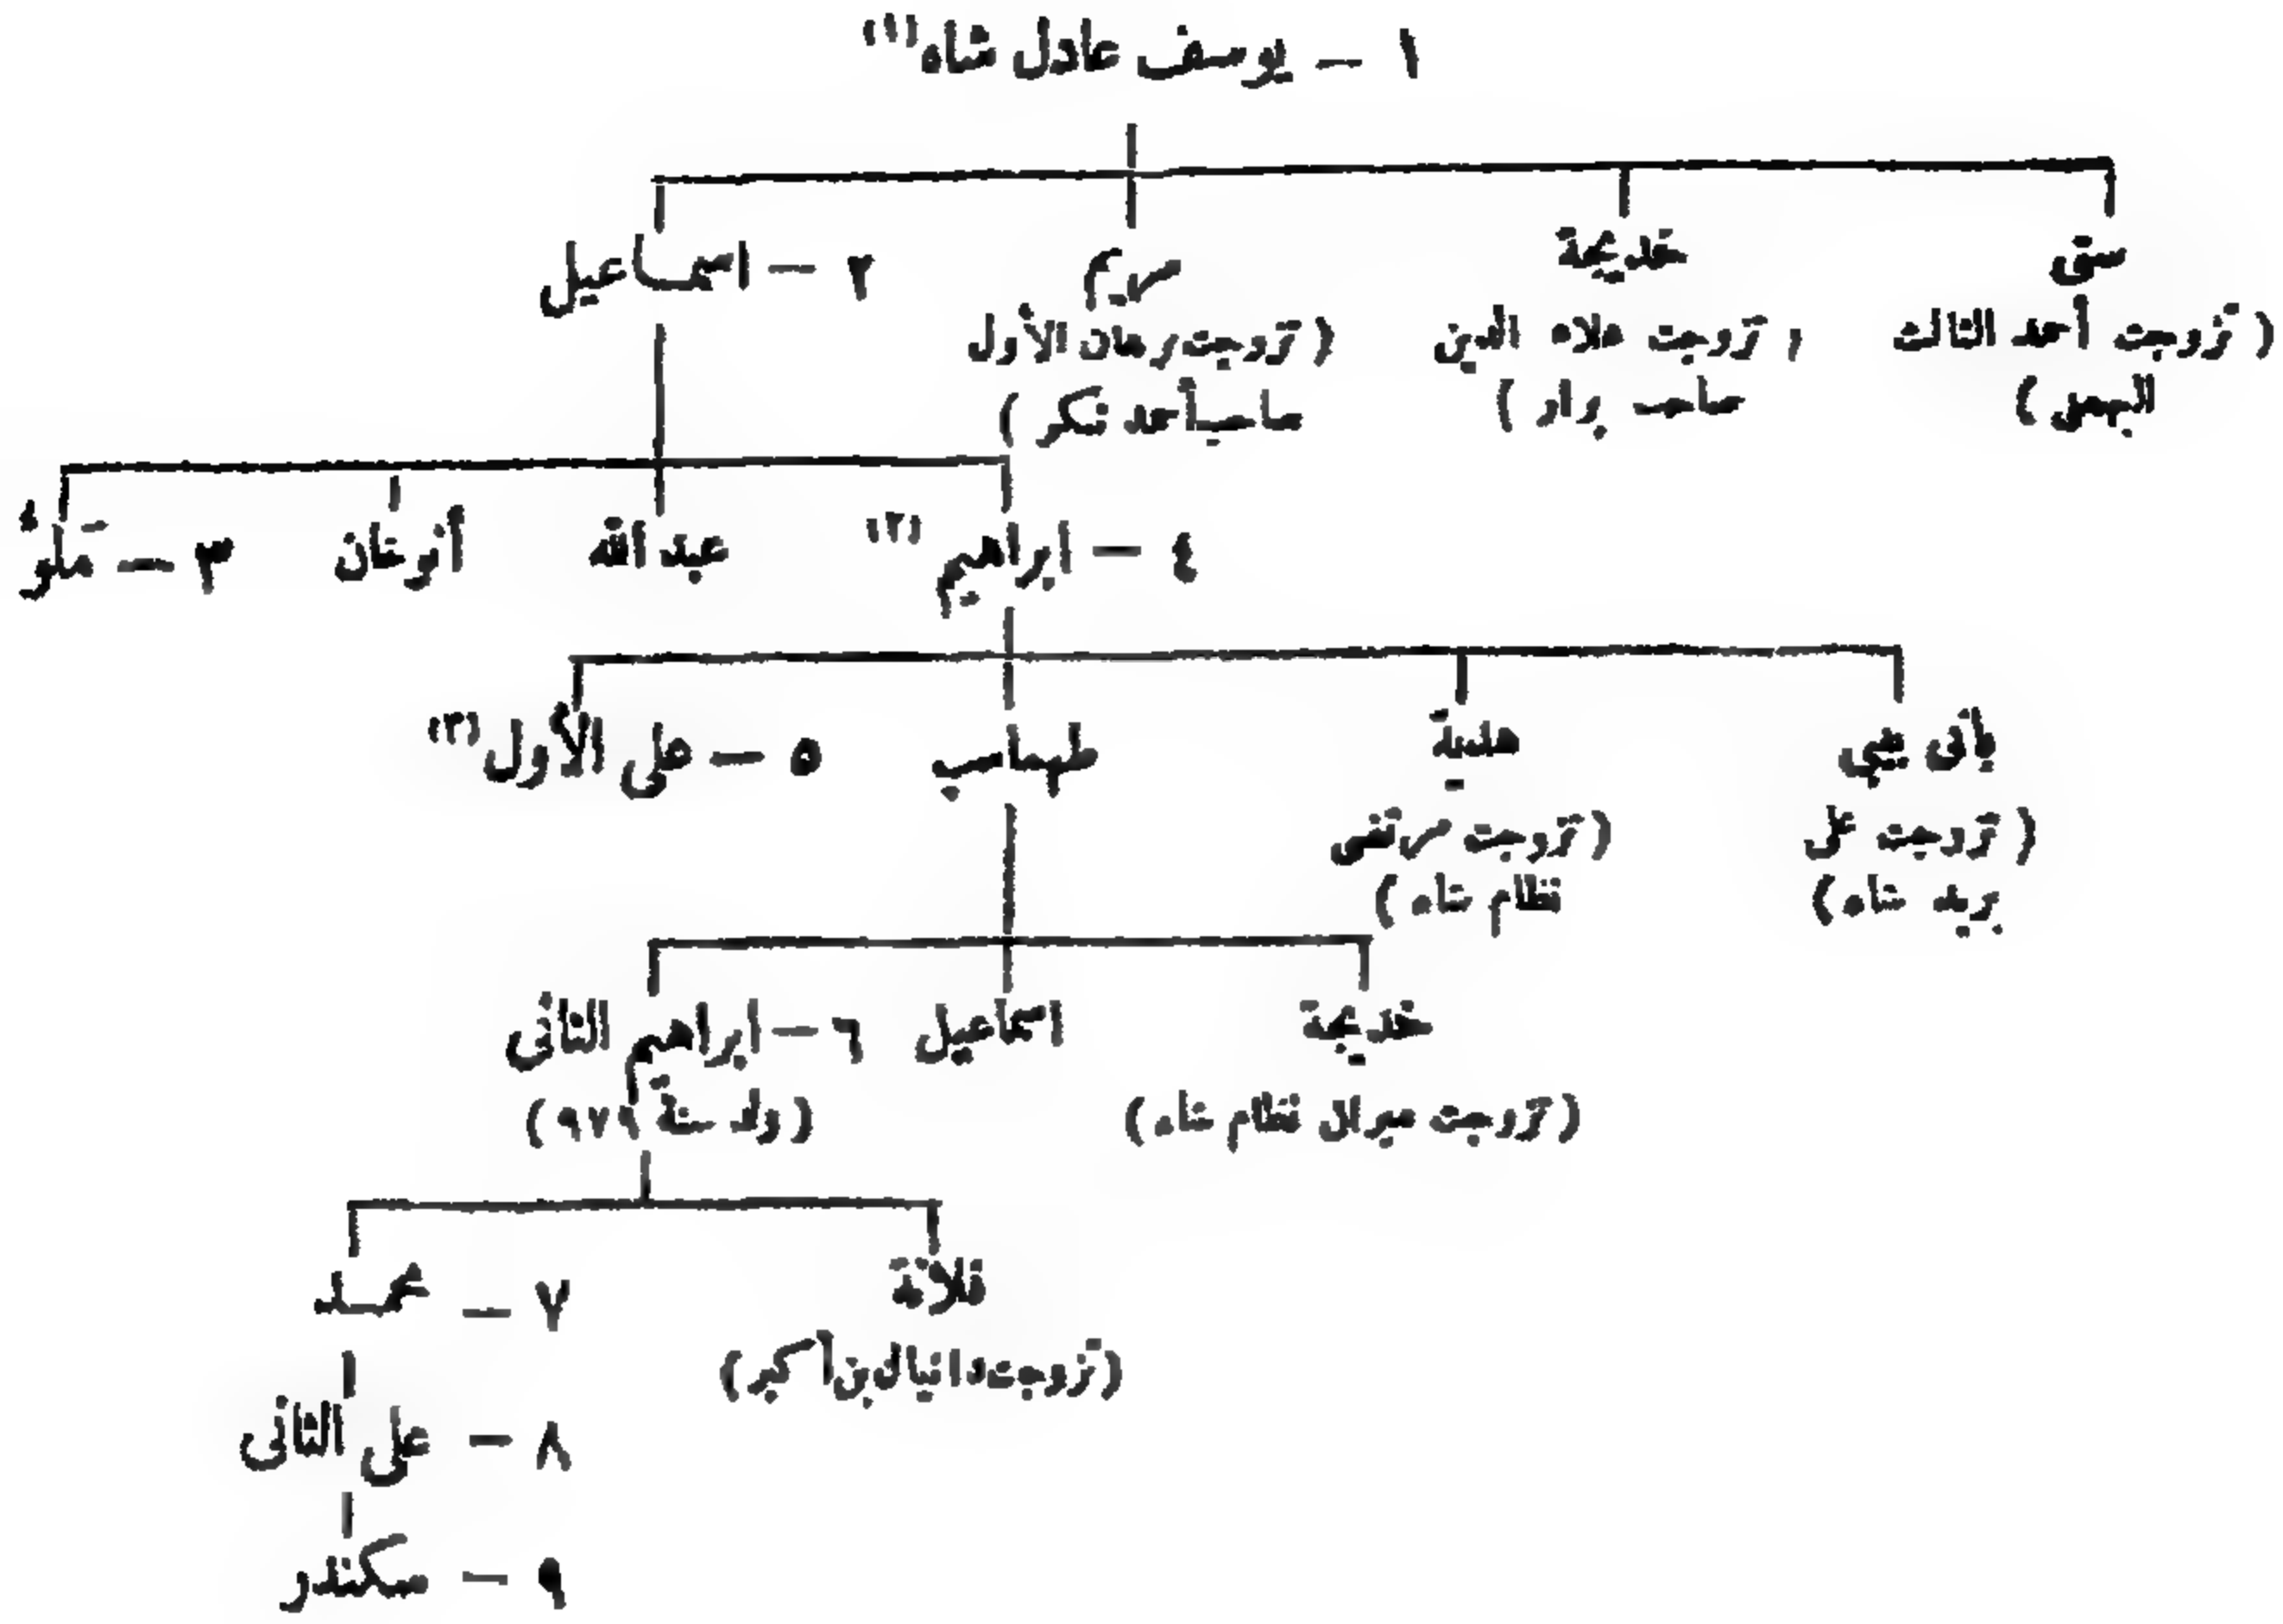 ١ – يوسف عادل شاه (١)
ستى
خديجة
مريم
٢ – اسماعيل
(تزوجت أحمد الثالث
البهمنى)
(تزوجت علاء الدين
صاحب برار)
(تزوجت برهان الأول
صاحب أحمد نكر)
٤ – ابراهيم (٢)
عبد الله
ألوخان
٣ – ملّو
بانى بيبى
هدية
طهماسب
٥ – على الأول (٣)
(تزوجت على
بريد شاه)
(تزوجت مرتضى
نظام شاه)
خديجة
اسماعيل
٦ – ابراهيم الثانى
(تزوجت ميران نظام شاه)
(ولد سنة ٩٧٩)
فلانة
٧ – محمد
(تزوجت دانيال بن أكبر)
٨ – على الثانى
٩ – سكندر